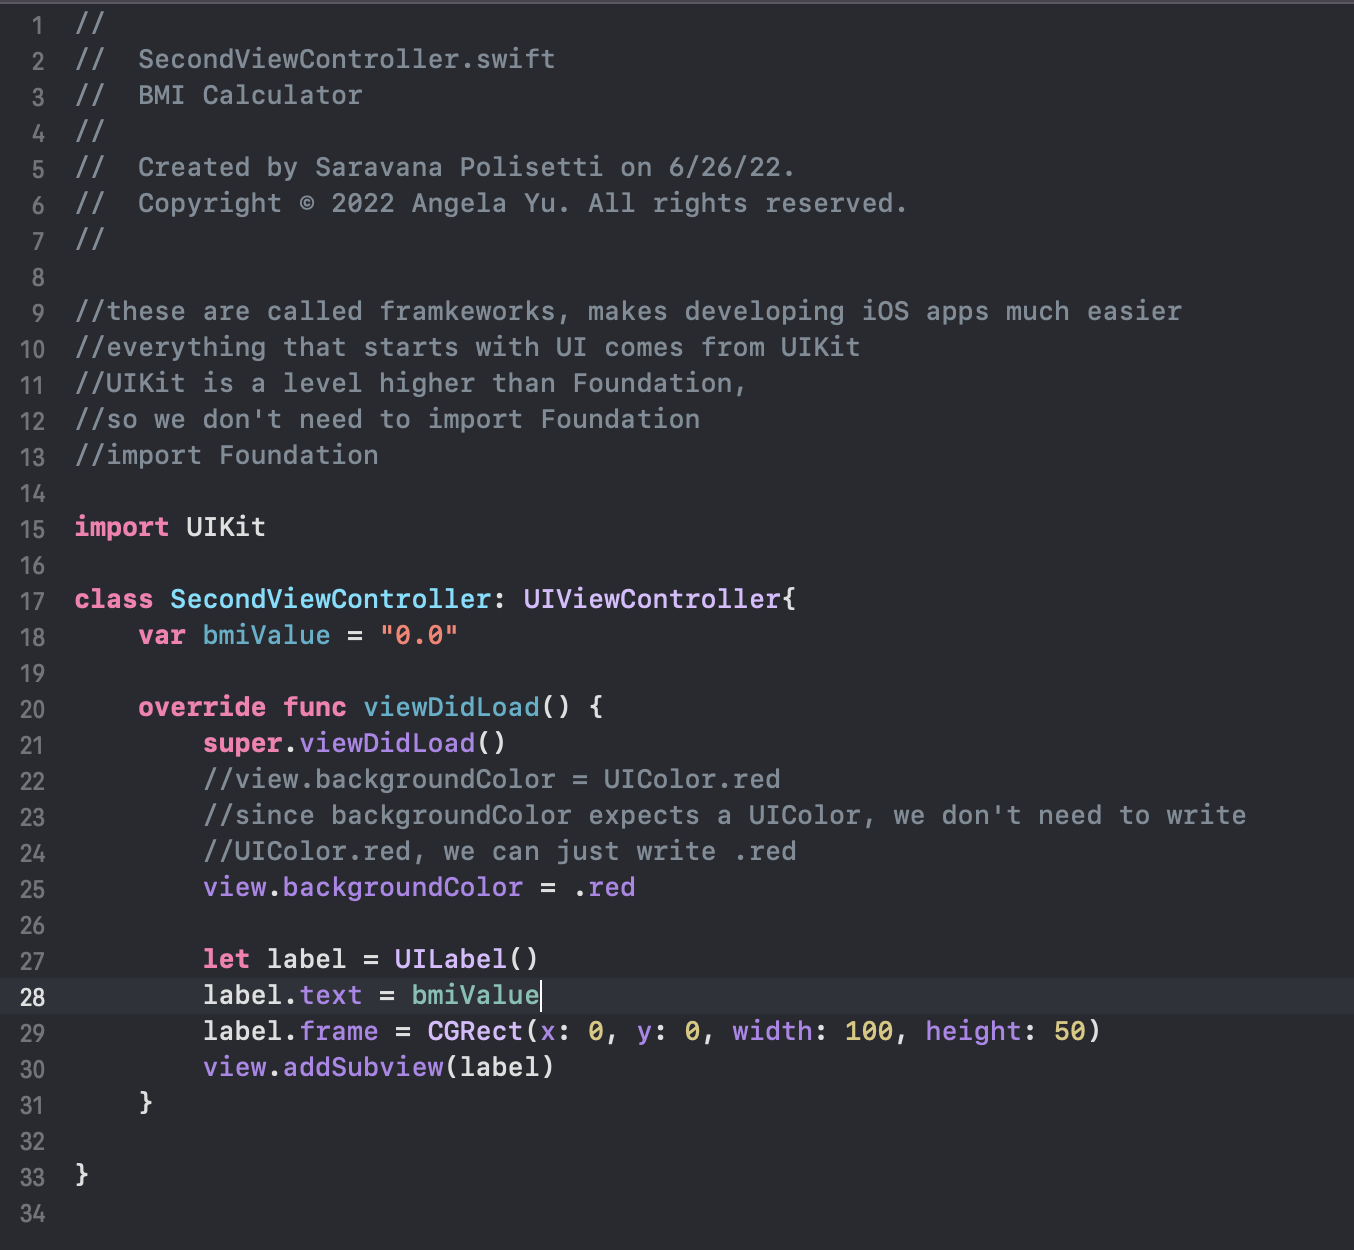 1 //
2 //  SecondViewController.swift
3 //  BMI Calculator
4 //
5 //  Created by Saravana Polisetti on 6/26/22.
6 //  Copyright © 2022 Angela Yu. All rights reserved.
7 //
8
9 //these are called framkeworks, makes developing iOS apps much easier
10 //everything that starts with UI comes from UIKit
11 //UIKit is a level higher than Foundation,
12 //so we don't need to import Foundation
13 //import Foundation
14
15 import UIKit
16
17 class SecondViewController: UIViewController{
18     var bmiValue = "0.0"
19
20     override func viewDidLoad() {
21         super.viewDidLoad()
22         //view.backgroundColor = UIColor.red
23         //since backgroundColor expects a UIColor, we don't need to write
24         //UIColor.red, we can just write .red
25         view.backgroundColor = .red
26
27         let label = UILabel()
28         label.text = bmiValue
29         label.frame = CGRect(x: 0, y: 0, width: 100, height: 50)
30         view.addSubview(label)
31     }
32
33 }
34